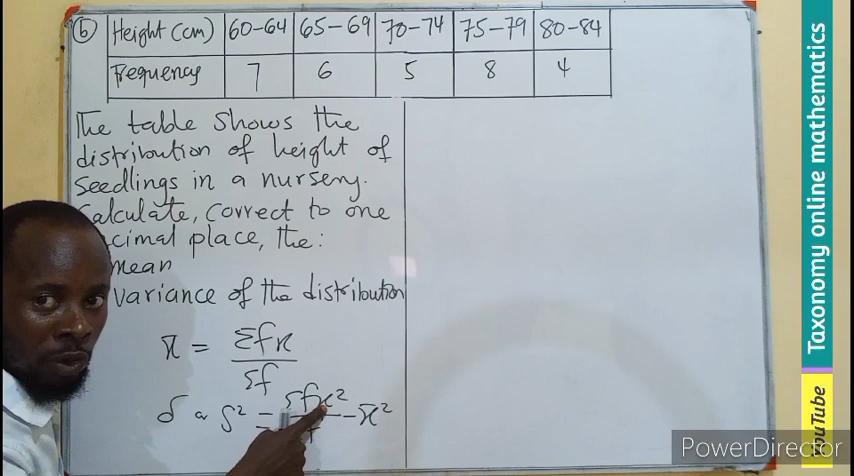 (b) Height (cm) 60-64 65-69 70-74 75-79 80-84
Frequency 7 6 5 8 4
The table shows the
distribution of height of
seedlings in a nursery.
Calculate, correct to one
decimal place, the:
mean
variance of the distribution
x̄ = Σfx
Σf
S² = Σfx² - x̄²
f
Taxonomy online mathematics
YouTube
PowerDirector